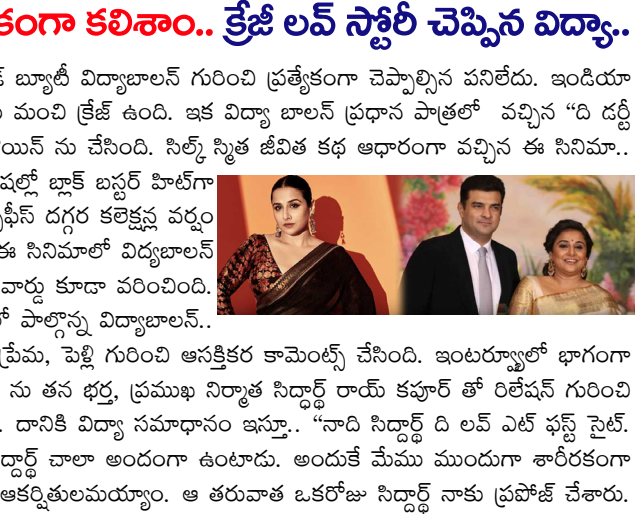 కలిశాం.. క్రేజీ లవ్ స్టోరీ చెప్పిన విద్యా..
బ్యూటీ విద్యాబాలన్ గురించి ప్రత్యేకంగా చెప్పాల్సిన పనిలేదు. ఇండియా
మంచి క్రేజ్ ఉంది. ఇక విద్యా బాలన్ ప్రధాన పాత్రలో వచ్చిన “ది డర్టీ
ను చేసింది. సిల్క్ స్మిత జీవిత కథ ఆధారంగా వచ్చిన ఈ సినిమా..
బ్లాక్ బస్టర్ హిట్‌గా
దగ్గర కలెక్షన్ల వర్షం
ఈ సినిమాలో విద్యబాలన్
కూడా వరించింది.
పాల్గొన్న విద్యాబాలన్..
ప్రేమ, పెళ్లి గురించి ఆసక్తికర కామెంట్స్ చేసింది. ఇంటర్వ్యూలో భాగంగా
ను తన భర్త, ప్రముఖ నిర్మాత సిద్ధార్థ్ రాయ్ కపూర్ తో రిలేషన్ గురించి
దానికి విద్యా సమాధానం ఇస్తూ.. “నాది సిద్దార్థ్ ది లవ్ ఎట్ ఫస్ట్ సైట్.
చాలా అందంగా ఉంటాడు. అందుకే మేము ముందుగా శారీరకంగా
ఆకర్షితులమయ్యాం. ఆ తరువాత ఒకరోజు సిద్దార్థ్ నాకు ప్రపోజ్ చేశారు.